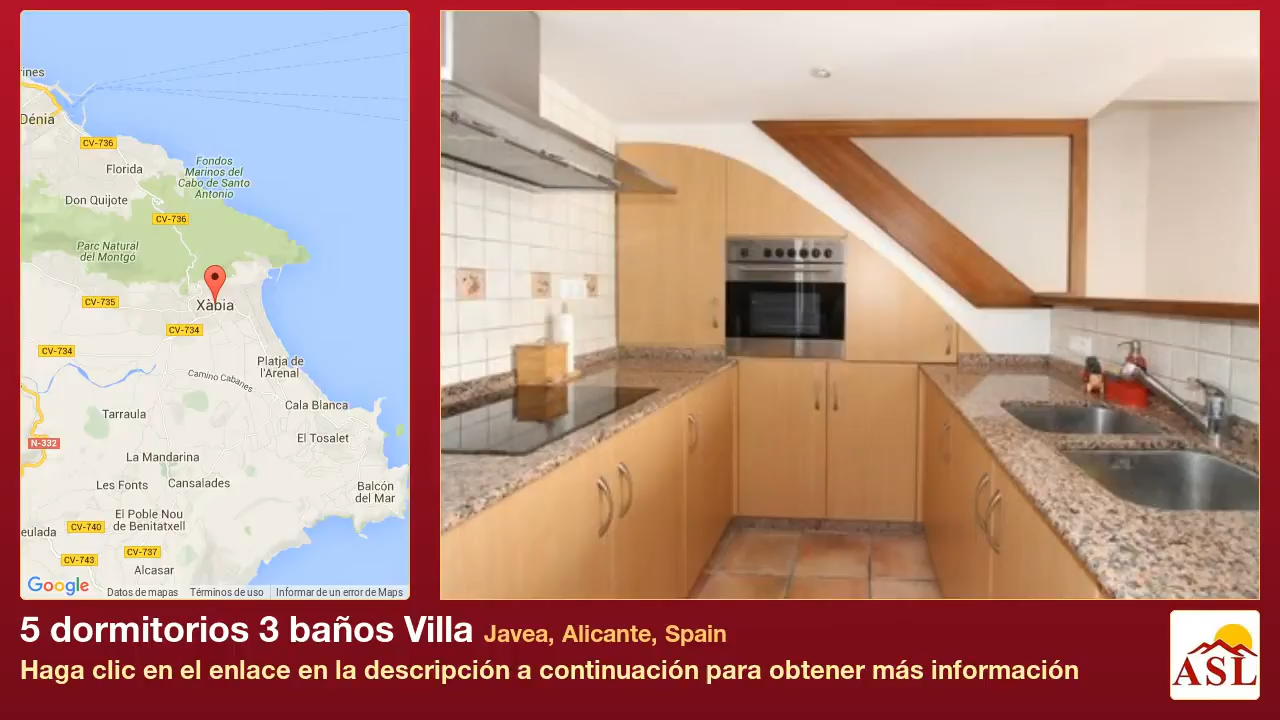 ines
Dénia
CV-736
Florida
Fondos
Marinos del
Cabo de Santo
Antonio
Don Quijote
CV-736
Parc Natural
del Montgó
CV-735
Xàbia
CV-734
CV-734
Platja de
l'Arenal
Camino Cabanes
Cala Blanca
Tarraula
El Tosalet
N-332
La Mandarina
Les Fonts
Cansalades
Balcón
del Mar
El Poble Nou
de Benitatxell
CV-740
eulada
CV-737
CV-743
Alcasar
Google
Datos de mapas
Términos de uso
Informar de un error de Maps
5 dormitorios 3 baños Villa Javea, Alicante, Spain
Haga clic en el enlace en la descripción a continuación para obtener más información
ASL